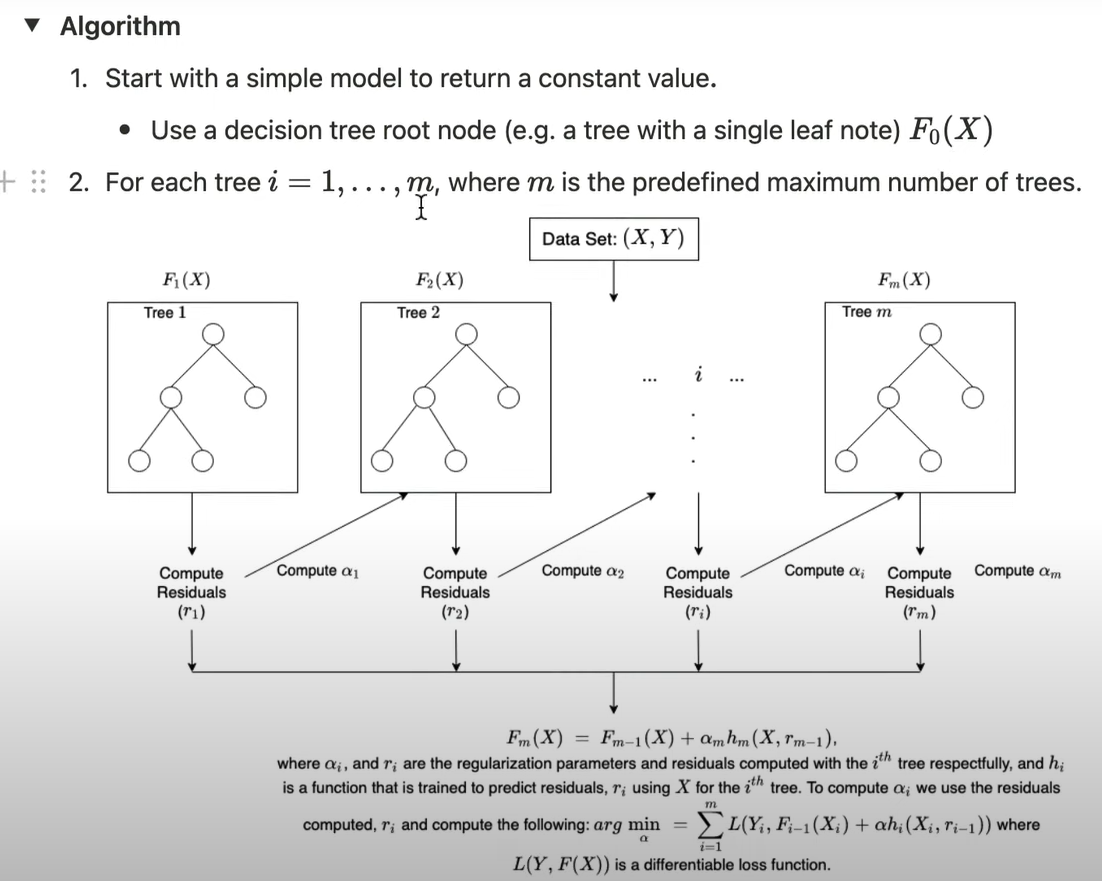 ▼ Algorithm
1. Start with a simple model to return a constant value.
• Use a decision tree root node (e.g. a tree with a single leaf note) F₀(X)
2. For each tree i = 1, . . . , m, where m is the predefined maximum number of trees.
Data Set: (X, Y)
F₁(X) F₂(X) Fₘ(X)
Tree 1 Tree 2 Tree m
... i ...
Compute Residuals (r₁)
Compute α₁
Compute Residuals (r₂)
Compute α₂
Compute Residuals (rᵢ)
Compute αᵢ
Compute Residuals (rₘ)
Compute αₘ
Fₘ(X) = Fₘ₋₁(X) + αₘhₘ(X, rₘ₋₁),
where αᵢ, and rᵢ are the regularization parameters and residuals computed with the iᵗʰ tree respectfully, and hᵢ
is a function that is trained to predict residuals, rᵢ using X for the iᵗʰ tree. To compute αᵢ we use the residuals
computed, rᵢ and compute the following: arg min_α = ∑_{i=1}^{m} L(Yᵢ, Fᵢ₋₁(Xᵢ) + αhᵢ(Xᵢ, rᵢ₋₁)) where
L(Y, F(X)) is a differentiable loss function.